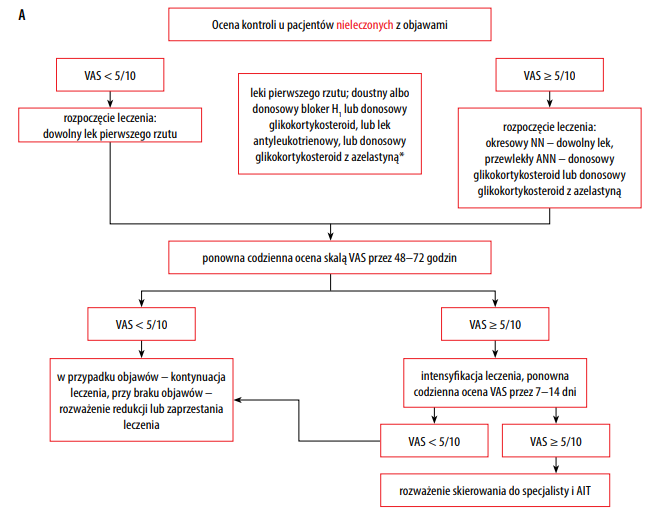 A
Ocena kontroli u pacjentów nieleczonych z objawami
VAS < 5/10
rozpoczęcie leczenia:
dowolny lek pierwszego rzutu
leki pierwszego rzutu; doustny albo
donosowy bloker H1 lub donosowy
glikokortykosteroid, lub lek
antyleukotrienowy, lub donosowy
glikokortykosteroid z azelastyną*
VAS ≥ 5/10
rozpoczęcie leczenia:
okresowy NN – dowolny lek,
przewlekły ANN – donosowy
glikokortykosteroid lub donosowy
glikokortykosteroid z azelastyną
ponowna codzienna ocena skalą VAS przez 48–72 godzin
VAS < 5/10
w przypadku objawów – kontynuacja
leczenia, przy braku objawów –
rozważenie redukcji lub zaprzestania
leczenia
VAS ≥ 5/10
intensyfikacja leczenia, ponowna
codzienna ocena VAS przez 7–14 dni
VAS < 5/10
VAS ≥ 5/10
rozważenie skierowania do specjalisty i AIT